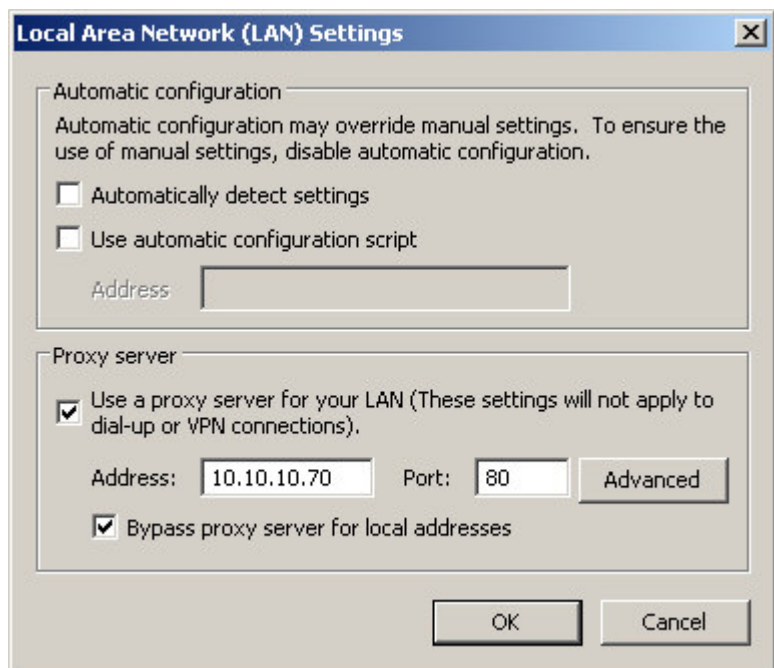 Local Area Network (LAN) Settings
Automatic configuration
Automatic configuration may override manual settings. To ensure the
use of manual settings, disable automatic configuration.
Automatically detect settings
Use automatic configuration script
Address
Proxy server
Use a proxy server for your LAN (These settings will not apply to
dial-up or VPN connections).
Address: 10.10.10.70 Port: 80 Advanced
Bypass proxy server for local addresses
OK Cancel